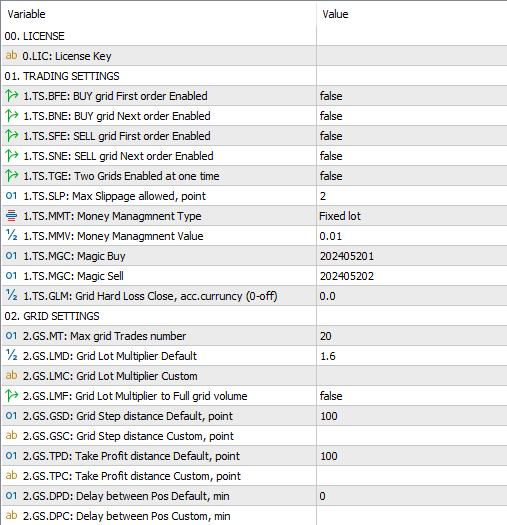 Variable Value
00. LICENSE
ab 0.LIC: License Key
01. TRADING SETTINGS
1.TS.BFE: BUY grid First order Enabled false
1.TS.BNE: BUY grid Next order Enabled false
1.TS.SFE: SELL grid First order Enabled false
1.TS.SNE: SELL grid Next order Enabled false
1.TS.TGE: Two Grids Enabled at one time false
01 1.TS.SLP: Max Slippage allowed, point 2
1.TS.MMT: Money Managmnent Type Fixed lot
½ 1.TS.MMV: Money Managmnent Value 0.01
01 1.TS.MGC: Magic Buy 202405201
01 1.TS.MGC: Magic Sell 202405202
½ 1.TS.GLM: Grid Hard Loss Close, acc.curruncy (0-off) 0.0
02. GRID SETTINGS
01 2.GS.MT: Max grid Trades number 20
½ 2.GS.LMD: Grid Lot Multiplier Default 1.6
ab 2.GS.LMC: Grid Lot Multiplier Custom
2.GS.LMF: Grid Lot Multiplier to Full grid volume false
01 2.GS.GSD: Grid Step distance Default, point 100
ab 2.GS.GSC: Grid Step distance Custom, point
01 2.GS.TPD: Take Profit distance Default, point 100
ab 2.GS.TPC: Take Profit distance Custom, point
01 2.GS.DPD: Delay between Pos Default, min 0
ab 2.GS.DPC: Delay between Pos Custom, min